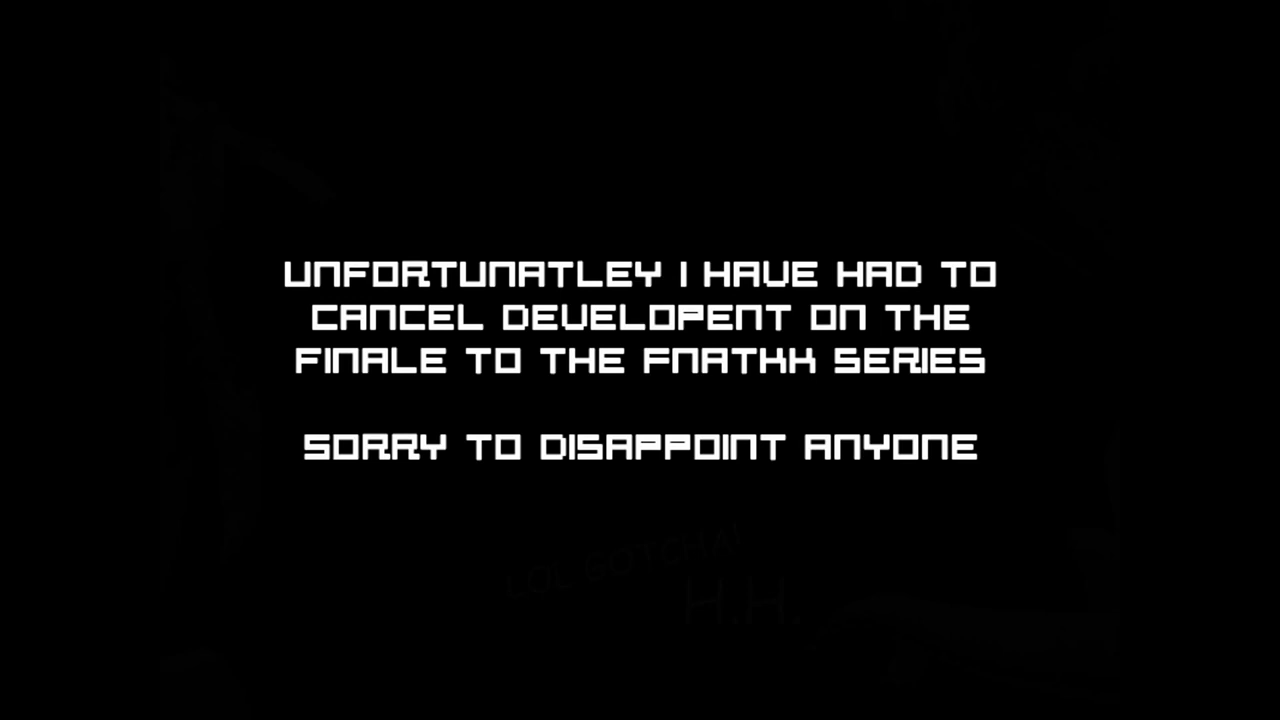 UNFORTUNATLEY I HAVE HAD TO
CANCEL DEVELOPENT ON THE
FINALE TO THE FNATKK SERIES
SORRY TO DISAPPOINT ANYONE
LOL GOTCHA!
H.H.